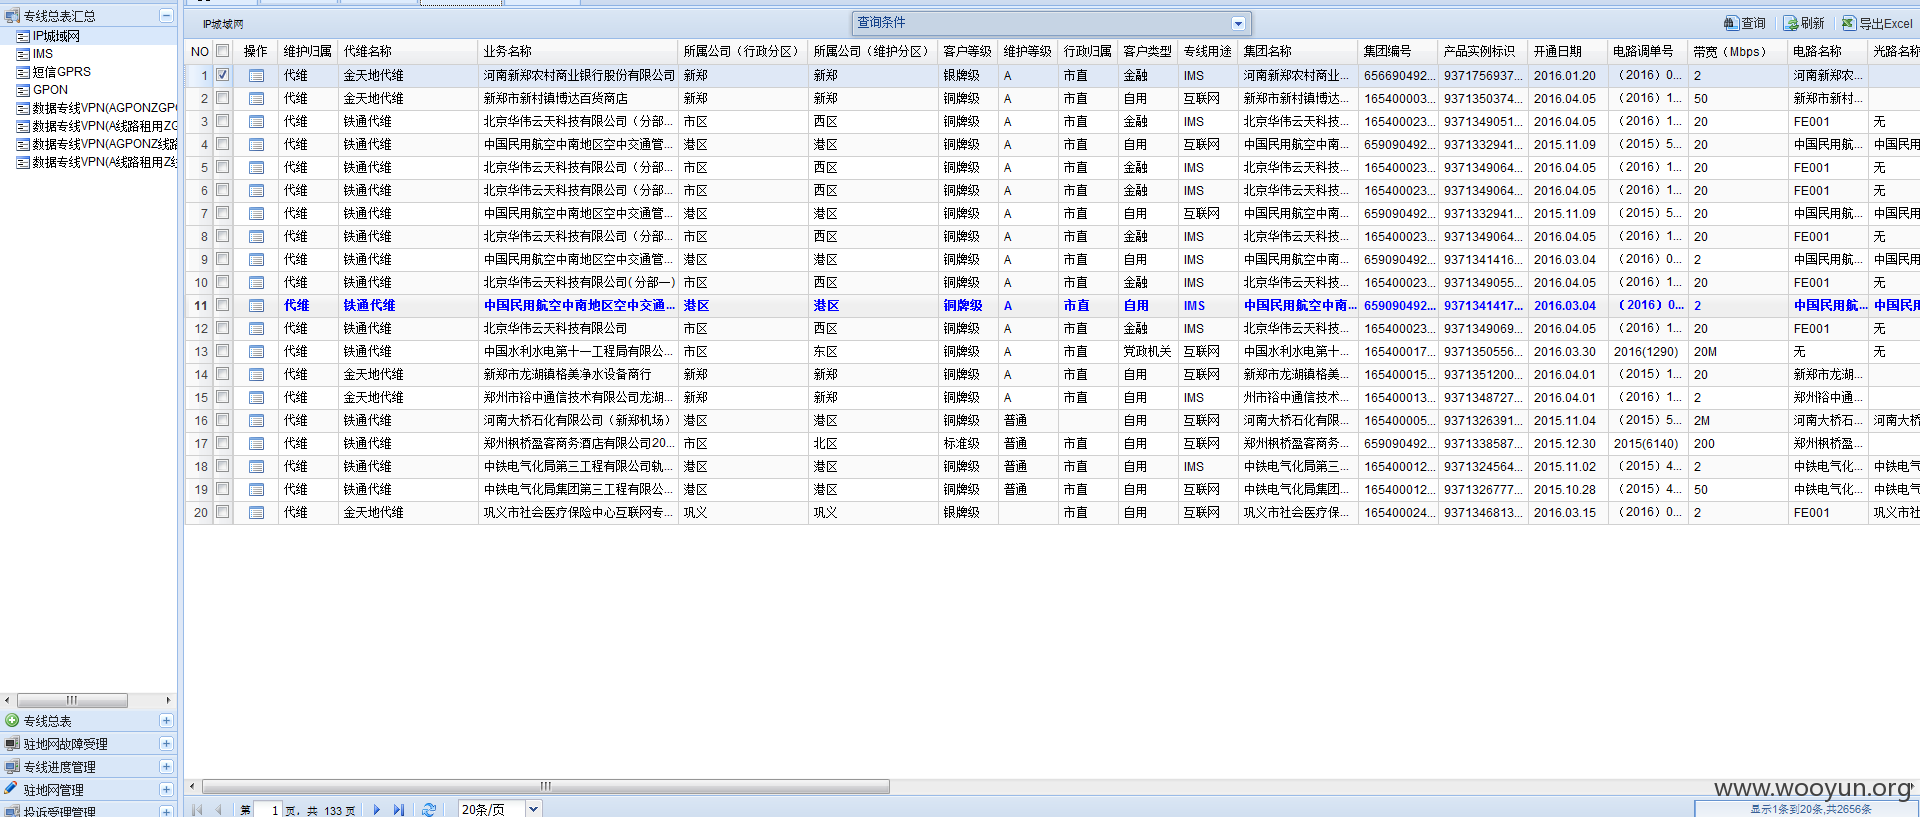 专线总表汇总
IP城域网
IMS
短信GPRS
GPON
数据专线VPN(AGPONZGPO
数据专线VPN(A线路租用ZG
数据专线VPN(AGPONZ线路
数据专线VPN(A线路租用Z线
专线总表
驻地网故障受理
专线进度管理
驻地网管理
投诉受理管理
IP城域网
查询条件
查询 刷新 导出Excel
NO 操作 维护归属 代维名称 业务名称 所属公司（行政分区） 所属公司（维护分区） 客户等级 维护等级 行政归属 客户类型 专线用途 集团名称 集团编号 产品实例标识 开通日期 电路调单号 带宽（Mbps） 电路名称 光路名称
1 代维 金天地代维 河南新郑农村商业银行股份有限公司 新郑 新郑 银牌级 A 市直 金融 IMS 河南新郑农村商业... 656690492... 9371756937... 2016.01.20 （2016）0... 2 河南新郑农...
2 代维 金天地代维 新郑市新村镇博达百货商店 新郑 新郑 铜牌级 A 市直 自用 互联网 新郑市新村镇博达... 165400003... 9371350374... 2016.04.05 （2016）1... 50 新郑市新村...
3 代维 铁通代维 北京华伟云天科技有限公司（分部... 市区 西区 铜牌级 A 市直 金融 IMS 北京华伟云天科技... 165400023... 9371349051... 2016.04.05 （2016）1... 20 FE001 无
4 代维 铁通代维 中国民用航空中南地区空中交通管... 港区 港区 铜牌级 A 市直 自用 互联网 中国民用航空中南... 659090492... 9371332941... 2015.11.09 （2015）5... 20 中国民用航... 中国民用
5 代维 铁通代维 北京华伟云天科技有限公司（分部... 市区 西区 铜牌级 A 市直 金融 IMS 北京华伟云天科技... 165400023... 9371349064... 2016.04.05 （2016）1... 20 FE001 无
6 代维 铁通代维 北京华伟云天科技有限公司（分部... 市区 西区 铜牌级 A 市直 金融 IMS 北京华伟云天科技... 165400023... 9371349064... 2016.04.05 （2016）1... 20 FE001 无
7 代维 铁通代维 中国民用航空中南地区空中交通管... 港区 港区 铜牌级 A 市直 自用 互联网 中国民用航空中南... 659090492... 9371332941... 2015.11.09 （2015）5... 20 中国民用航... 中国民用
8 代维 铁通代维 北京华伟云天科技有限公司（分部... 市区 西区 铜牌级 A 市直 金融 IMS 北京华伟云天科技... 165400023... 9371349064... 2016.04.05 （2016）1... 20 FE001 无
9 代维 铁通代维 中国民用航空中南地区空中交通管... 港区 港区 铜牌级 A 市直 自用 IMS 中国民用航空中南... 659090492... 9371341416... 2016.03.04 （2016）0... 2 中国民用航... 中国民用
10 代维 铁通代维 北京华伟云天科技有限公司(分部一) 市区 西区 铜牌级 A 市直 金融 IMS 北京华伟云天科技... 165400023... 9371349055... 2016.04.05 （2016）1... 20 FE001 无
11 代维 铁通代维 中国民用航空中南地区空中交通... 港区 港区 铜牌级 A 市直 自用 IMS 中国民用航空中南... 659090492... 9371341417... 2016.03.04 （2016）0... 2 中国民用航... 中国民用
12 代维 铁通代维 北京华伟云天科技有限公司 市区 西区 铜牌级 A 市直 金融 IMS 北京华伟云天科技... 165400023... 9371349069... 2016.04.05 （2016）1... 20 FE001 无
13 代维 铁通代维 中国水利水电第十一工程局有限公... 市区 东区 铜牌级 A 市直 党政机关 互联网 中国水利水电第十... 165400017... 9371350556... 2016.03.30 2016(1290) 20M 无 无
14 代维 金天地代维 新郑市龙湖镇格美净水设备商行 新郑 新郑 铜牌级 A 市直 自用 互联网 新郑市龙湖镇格美... 165400015... 9371351200... 2016.04.01 （2015）1... 20 新郑市龙湖...
15 代维 金天地代维 郑州市裕中通信技术有限公司龙湖... 新郑 新郑 铜牌级 A 市直 自用 IMS 州市裕中通信技术... 165400013... 9371348727... 2016.04.01 （2016）1... 2 郑州裕中通...
16 代维 铁通代维 河南大桥石化有限公司（新郑机场） 港区 港区 铜牌级 普通 自用 互联网 河南大桥石化有限... 165400005... 9371326391... 2015.11.04 （2015）5... 2M 河南大桥石... 河南大桥
17 代维 铁通代维 郑州枫桥盈客商务酒店有限公司20... 市区 北区 标准级 普通 市直 自用 互联网 郑州枫桥盈客商务... 659090492... 9371338587... 2015.12.30 2015(6140) 200 郑州枫桥盈...
18 代维 铁通代维 中铁电气化局第三工程有限公司轨... 港区 港区 铜牌级 普通 市直 自用 IMS 中铁电气化局第三... 165400012... 9371324564... 2015.11.02 （2015）4... 2 中铁电气化... 中铁电气
19 代维 铁通代维 中铁电气化局集团第三工程有限公... 港区 港区 铜牌级 普通 市直 自用 互联网 中铁电气化局集团... 165400012... 9371326777... 2015.10.28 （2015）4... 50 中铁电气化... 中铁电气
20 代维 金天地代维 巩义市社会医疗保险中心互联网专... 巩义 巩义 银牌级 市直 自用 互联网 巩义市社会医疗保... 165400024... 9371346813... 2016.03.15 （2016）0... 2 FE001 巩义市社
第 1 页，共 133 页 20条/页
www.wooyun.org
显示1条到20条,共2656条